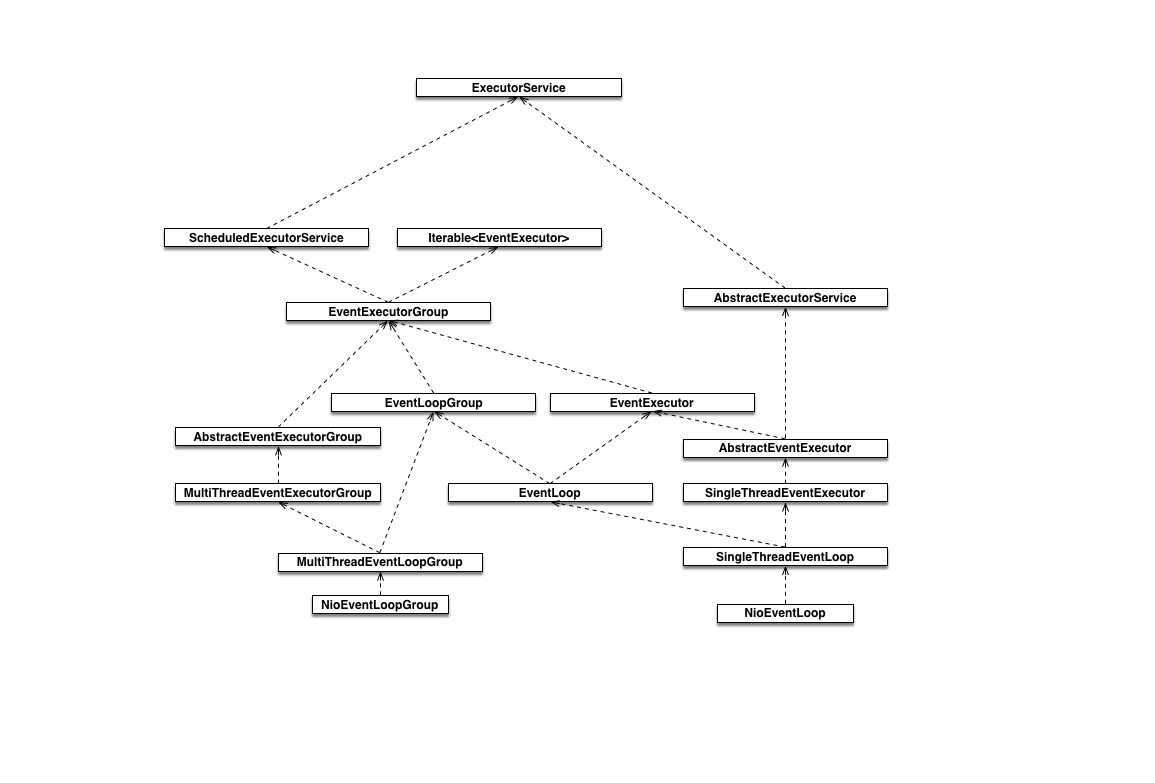 ExecutorService
ScheduledExecutorService
Iterable<EventExecutor>
AbstractExecutorService
EventExecutorGroup
EventLoopGroup
EventExecutor
AbstractEventExecutorGroup
AbstractEventExecutor
MultiThreadEventExecutorGroup
EventLoop
SingleThreadEventExecutor
MultiThreadEventLoopGroup
SingleThreadEventLoop
NioEventLoopGroup
NioEventLoop